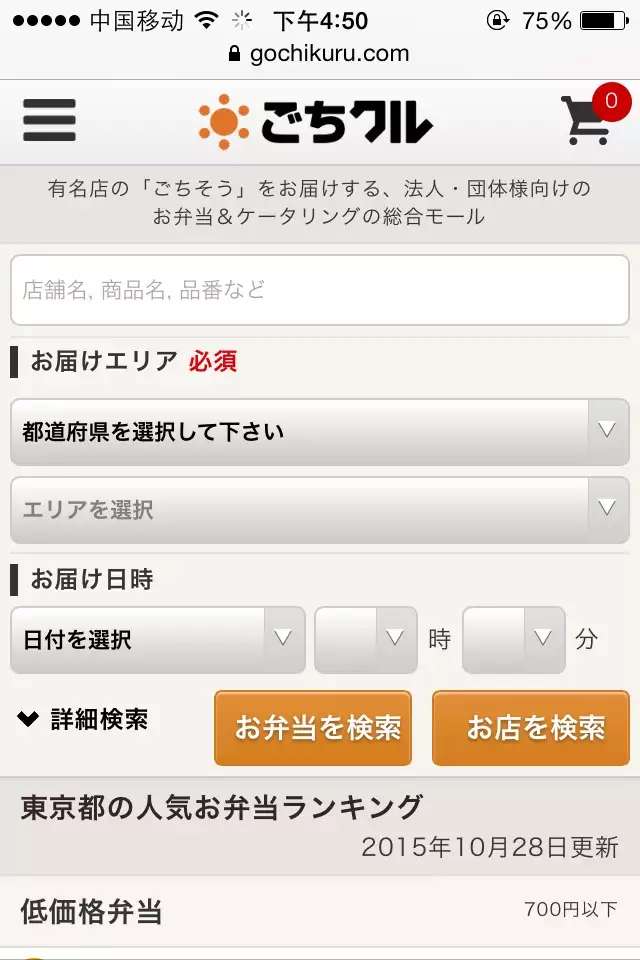 中国移动 下午4:50 75%
gochikuru.com
ごちクル 0
有名店の「ごちそう」をお届けする、法人・団体様向けの
お弁当＆ケータリングの総合モール
店舗名, 商品名, 品番など
お届けエリア 必須
都道府県を選択して下さい
エリアを選択
お届け日時
日付を選択 時 分
詳細検索 お弁当を検索 お店を検索
東京都の人気お弁当ランキング
2015年10月28日更新
低価格弁当 700円以下